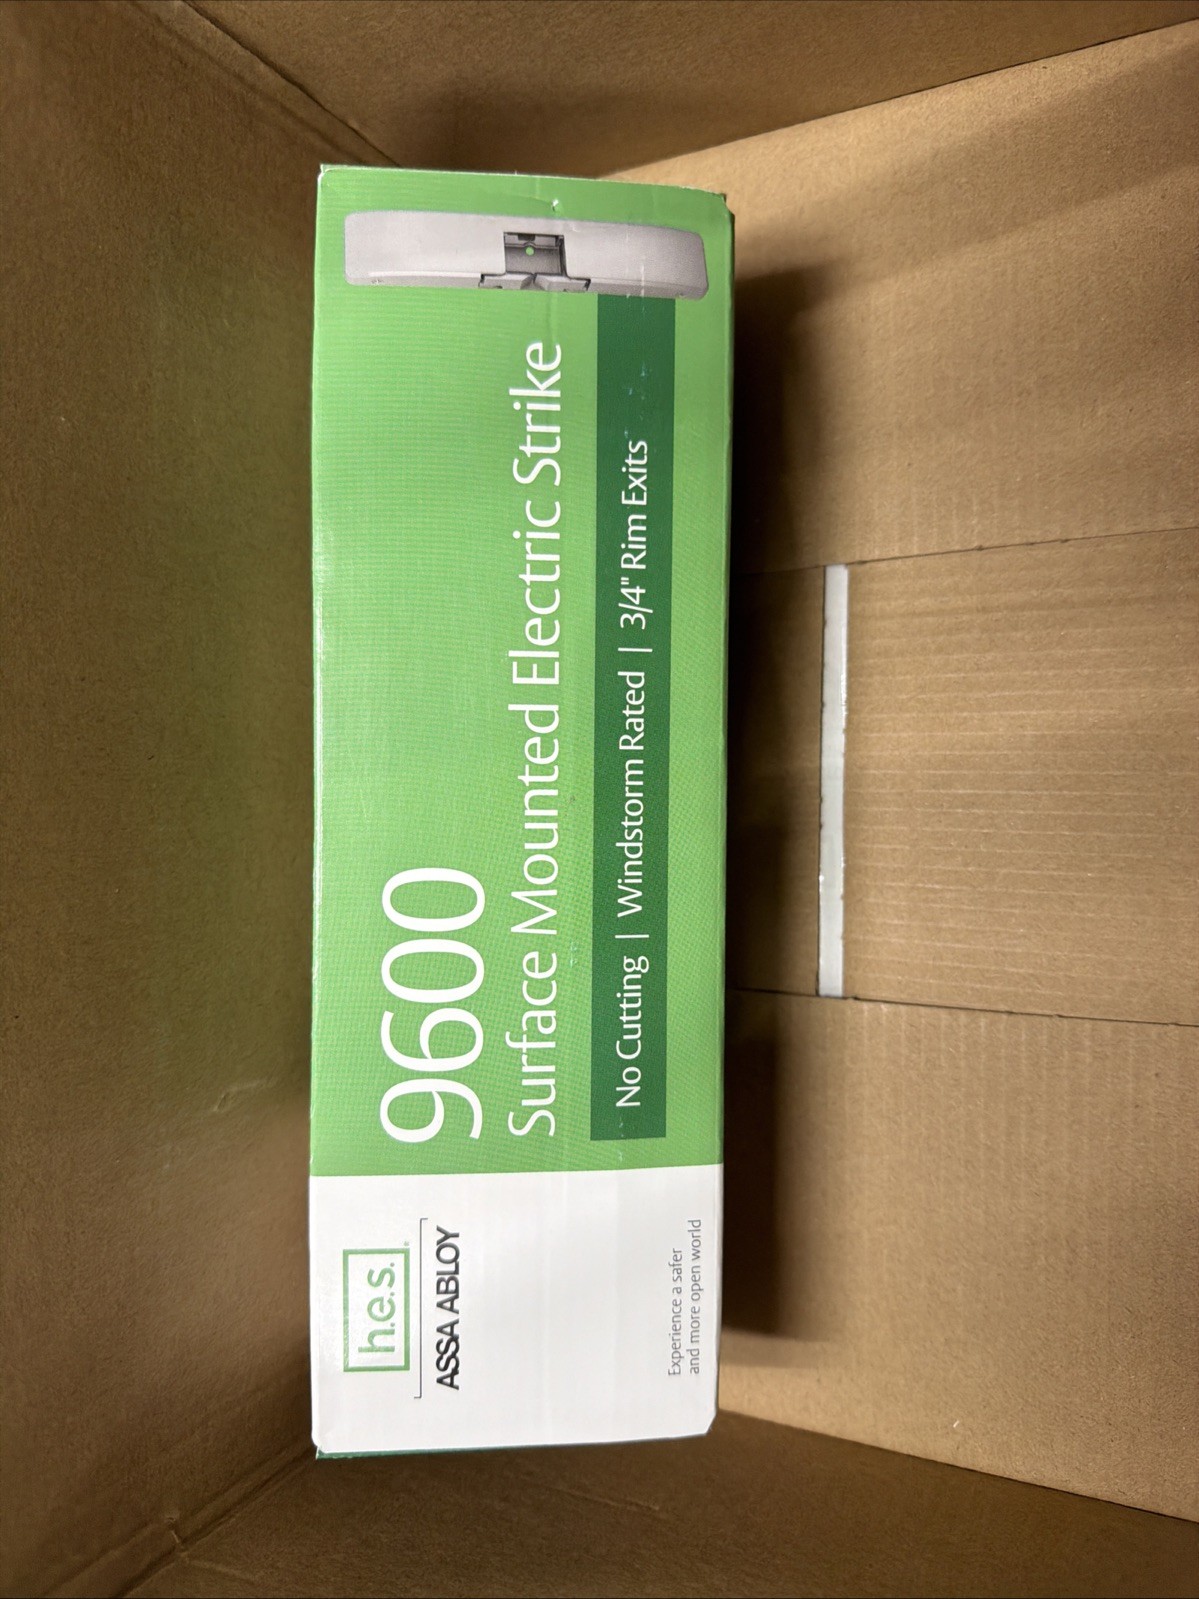 9600
Surface Mounted Electric Strike
No Cutting | Windstorm Rated | 3/4" Rim Exits
h.e.s.®
ASSA ABLOY
Experience a safer
and more open world